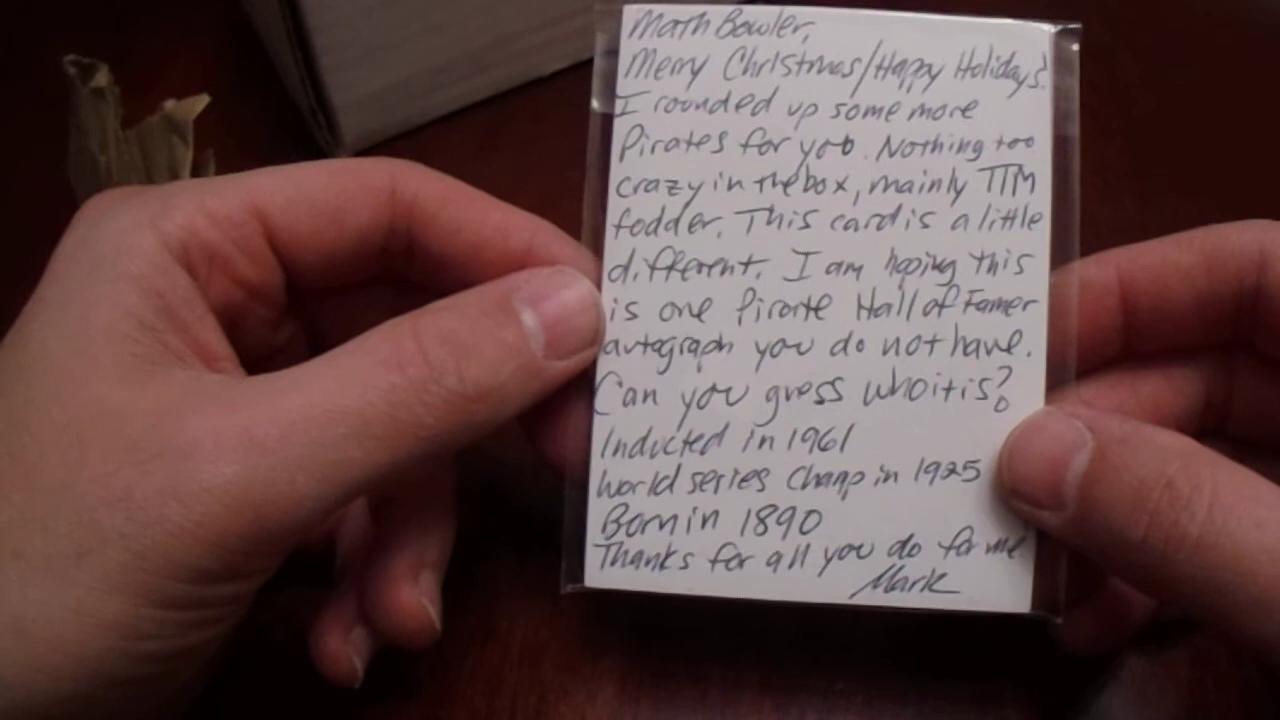 Math Bowler,
Merry Christmas/Happy Holidays!
I rounded up some more
Pirates for you. Nothing too
crazy in the box, mainly TTM
fodder. This card is a little
different. I am hoping this
is one Pirate Hall of Famer
autograph you do not have.
Can you guess who it is?
Inducted in 1961
World series Champ in 1925
Born in 1890
Thanks for all you do for me
Mark